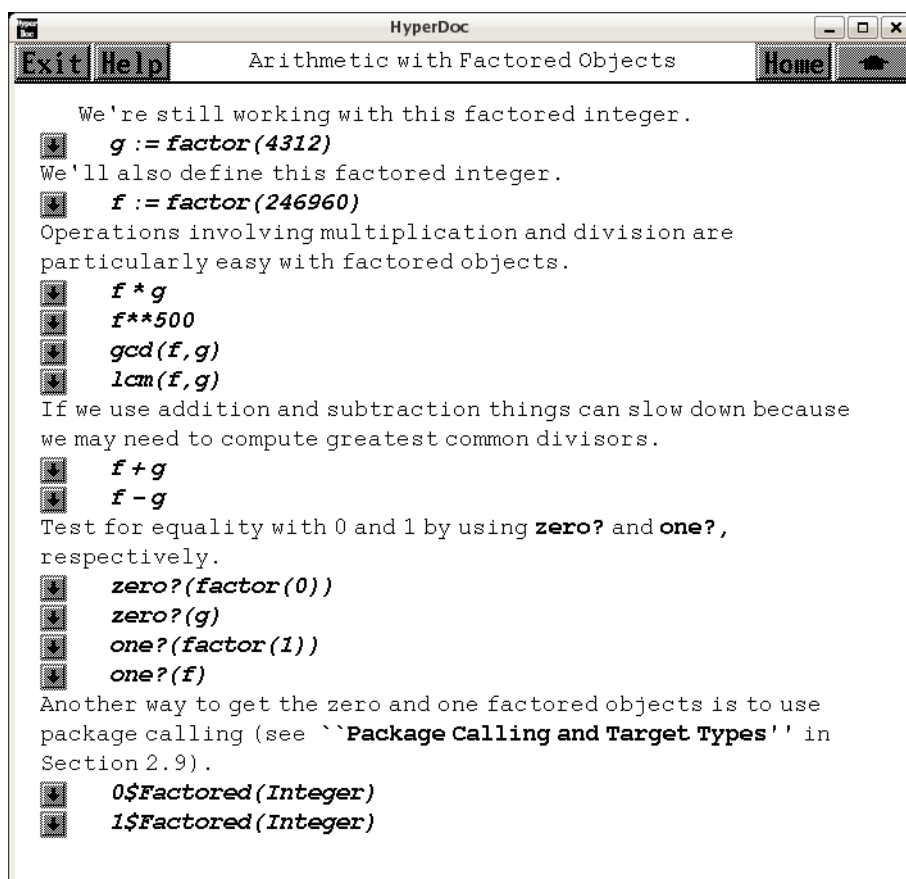 Hyper Doc
HyperDoc
Exit Help Arithmetic with Factored Objects Home
We're still working with this factored integer.
g := factor(4312)
We'll also define this factored integer.
f := factor(246960)
Operations involving multiplication and division are
particularly easy with factored objects.
f * g
f**500
gcd(f,g)
lcm(f,g)
If we use addition and subtraction things can slow down because
we may need to compute greatest common divisors.
f + g
f - g
Test for equality with 0 and 1 by using zero? and one?,
respectively.
zero?(factor(0))
zero?(g)
one?(factor(1))
one?(f)
Another way to get the zero and one factored objects is to use
package calling (see ``Package Calling and Target Types'' in
Section 2.9).
0$Factored(Integer)
1$Factored(Integer)